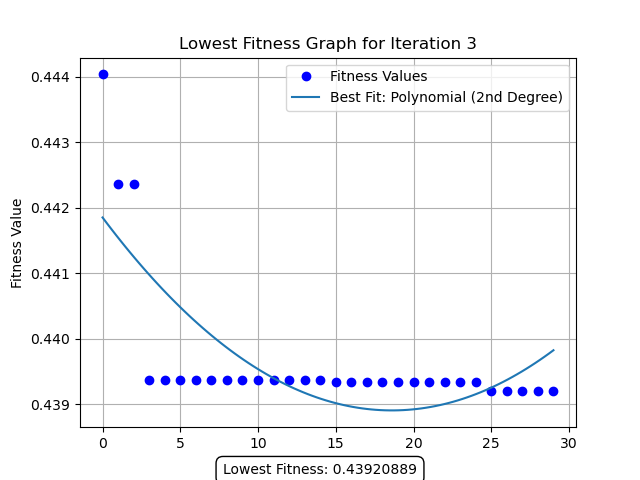 Lowest Fitness Graph for Iteration 3
Fitness Values
Best Fit: Polynomial (2nd Degree)
Fitness Value
0.444
0.443
0.442
0.441
0.440
0.439
0 5 10 15 20 25 30
Lowest Fitness: 0.43920889